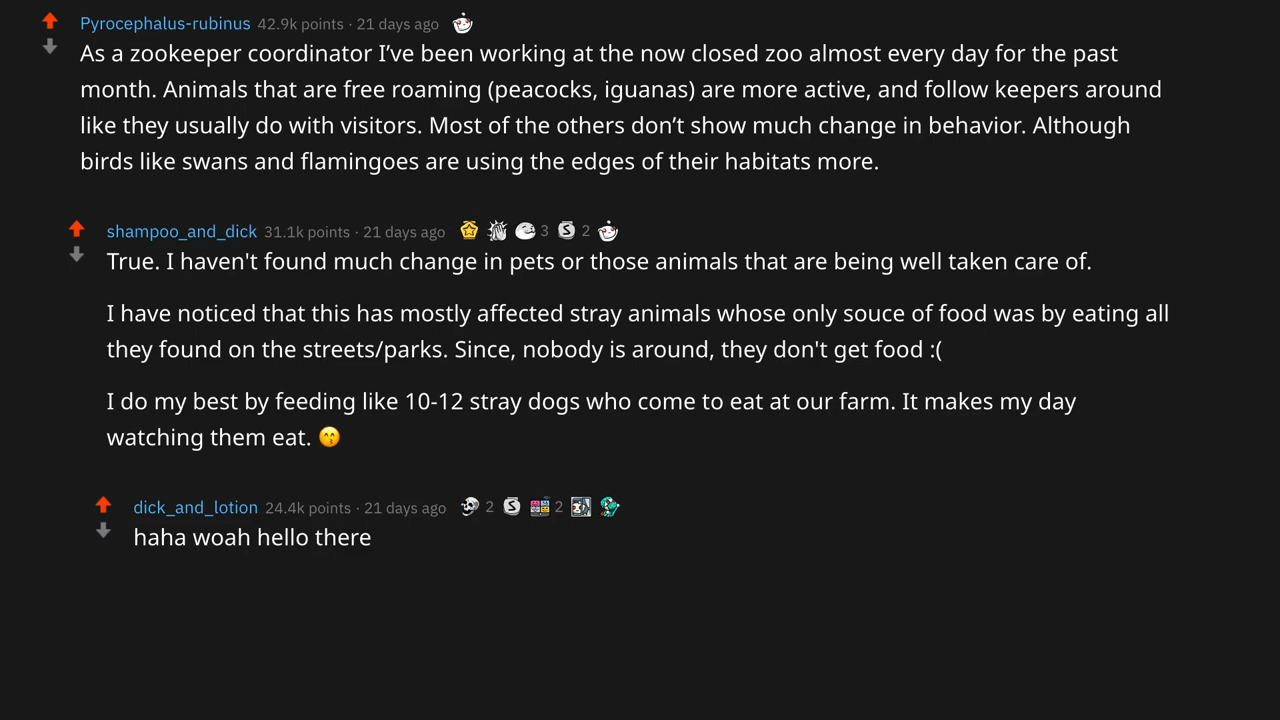 Pyrocephalus-rubinus 42.9k points · 21 days ago
As a zookeeper coordinator I’ve been working at the now closed zoo almost every day for the past
month. Animals that are free roaming (peacocks, iguanas) are more active, and follow keepers around
like they usually do with visitors. Most of the others don’t show much change in behavior. Although
birds like swans and flamingoes are using the edges of their habitats more.
shampoo_and_dick 31.1k points · 21 days ago 3 2
True. I haven't found much change in pets or those animals that are being well taken care of.
I have noticed that this has mostly affected stray animals whose only souce of food was by eating all
they found on the streets/parks. Since, nobody is around, they don't get food :(
I do my best by feeding like 10-12 stray dogs who come to eat at our farm. It makes my day
watching them eat. 😙
dick_and_lotion 24.4k points · 21 days ago 2 2
haha woah hello there